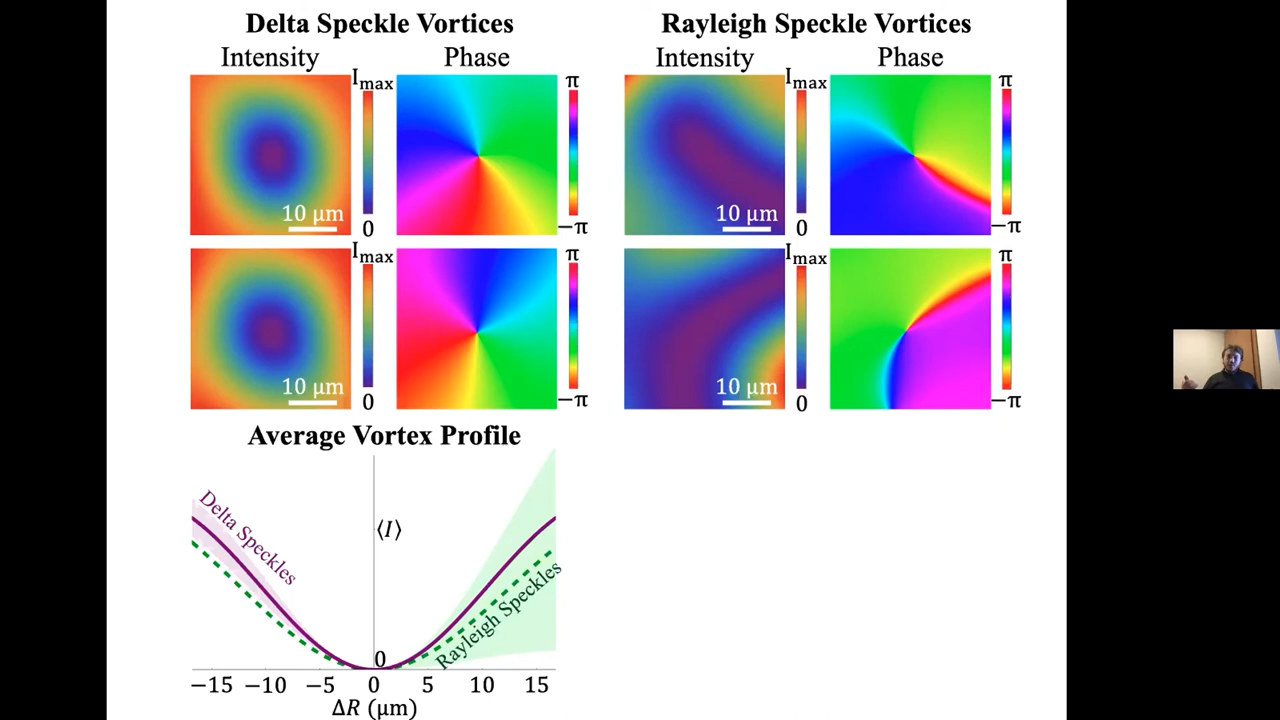 Delta Speckle Vortices
Rayleigh Speckle Vortices
Intensity
Phase
Intensity
Phase
Imax
π
Imax
π
10 μm
10 μm
0
−π
0
−π
Imax
π
Imax
π
10 μm
10 μm
0
−π
0
−π
Average Vortex Profile
Delta Speckles
⟨I⟩
Rayleigh Speckles
0
−15 −10 −5 0 5 10 15
ΔR (μm)